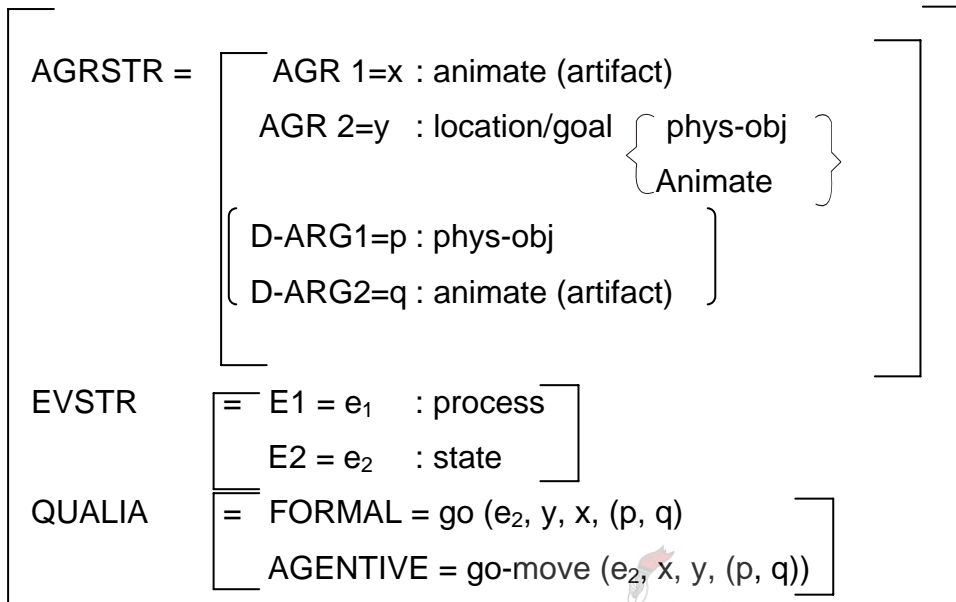 AGRSTR = AGR 1=x : animate (artifact)
AGR 2=y : location/goal phys-obj
Animate
D-ARG1=p : phys-obj
D-ARG2=q : animate (artifact)
EVSTR = E1 = e₁ : process
E2 = e₂ : state
QUALIA = FORMAL = go (e₂, y, x, (p, q)
AGENTIVE = go-move (e₂, x, y, (p, q))